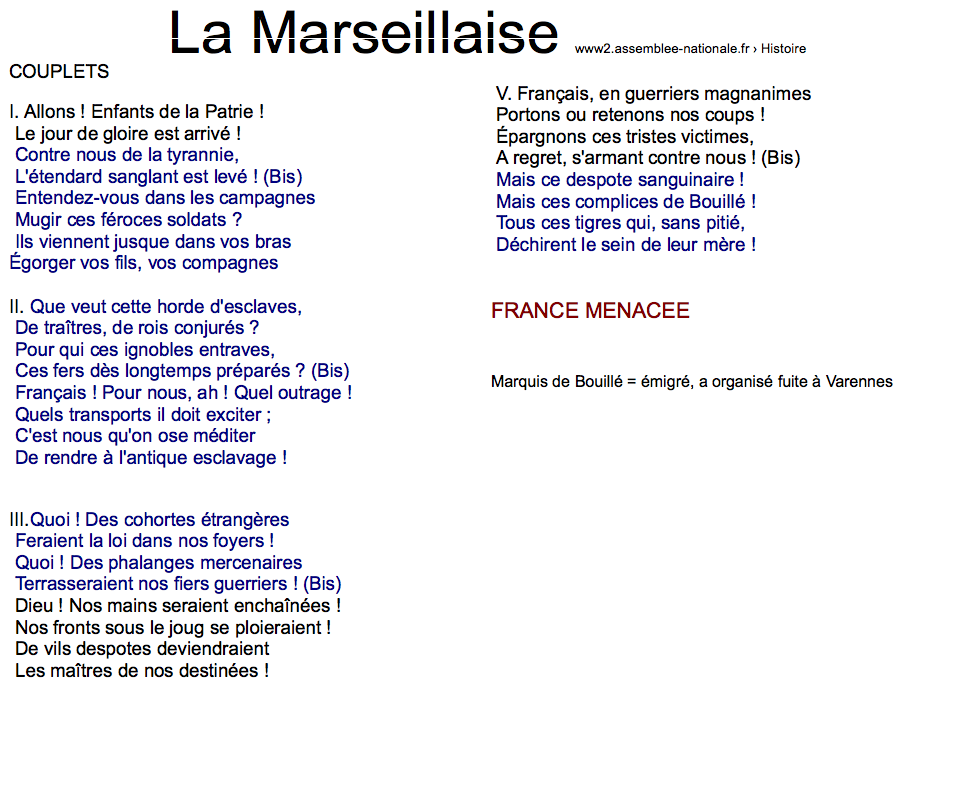 La Marseillaise www2.assemblee-nationale.fr › Histoire
COUPLETS
I. Allons ! Enfants de la Patrie !
Le jour de gloire est arrivé !
Contre nous de la tyrannie,
L'étendard sanglant est levé ! (Bis)
Entendez-vous dans les campagnes
Mugir ces féroces soldats ?
Ils viennent jusque dans vos bras
Égorger vos fils, vos compagnes
II. Que veut cette horde d'esclaves,
De traîtres, de rois conjurés ?
Pour qui ces ignobles entraves,
Ces fers dès longtemps préparés ? (Bis)
Français ! Pour nous, ah ! Quel outrage !
Quels transports il doit exciter ;
C'est nous qu'on ose méditer
De rendre à l'antique esclavage !
III.Quoi ! Des cohortes étrangères
Feraient la loi dans nos foyers !
Quoi ! Des phalanges mercenaires
Terrasseraient nos fiers guerriers ! (Bis)
Dieu ! Nos mains seraient enchaînées !
Nos fronts sous le joug se ploieraient !
De vils despotes deviendraient
Les maîtres de nos destinées !
V. Français, en guerriers magnanimes
Portons ou retenons nos coups !
Épargnons ces tristes victimes,
A regret, s'armant contre nous ! (Bis)
Mais ce despote sanguinaire !
Mais ces complices de Bouillé !
Tous ces tigres qui, sans pitié,
Déchirent le sein de leur mère !
FRANCE MENACEE
Marquis de Bouillé = émigré, a organisé fuite à Varennes